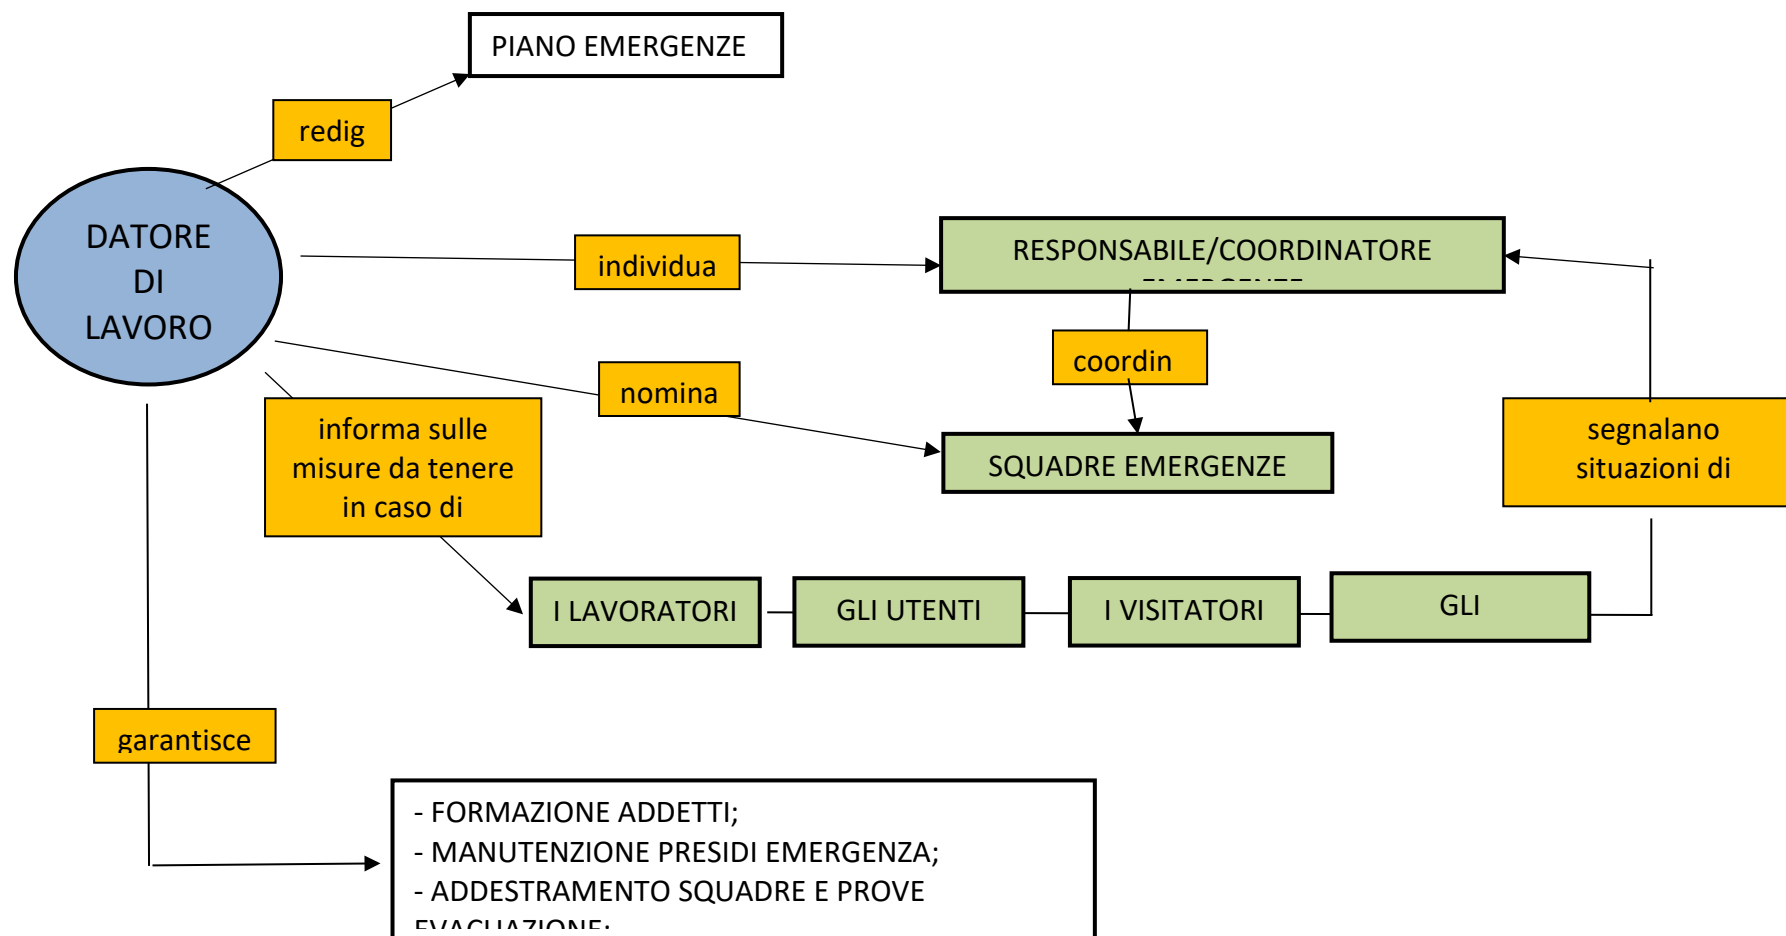 PIANO EMERGENZE
redig
DATORE
DI
LAVORO
individua
RESPONSABILE/COORDINATORE
nomina
coordin
SQUADRE EMERGENZE
informa sulle
misure da tenere
in caso di
segnalano
situazioni di
I LAVORATORI
GLI UTENTI
I VISITATORI
GLI
garantisce
- FORMAZIONE ADDETTI;
- MANUTENZIONE PRESIDI EMERGENZA;
- ADDESTRAMENTO SQUADRE E PROVE
EVACUAZIONE;